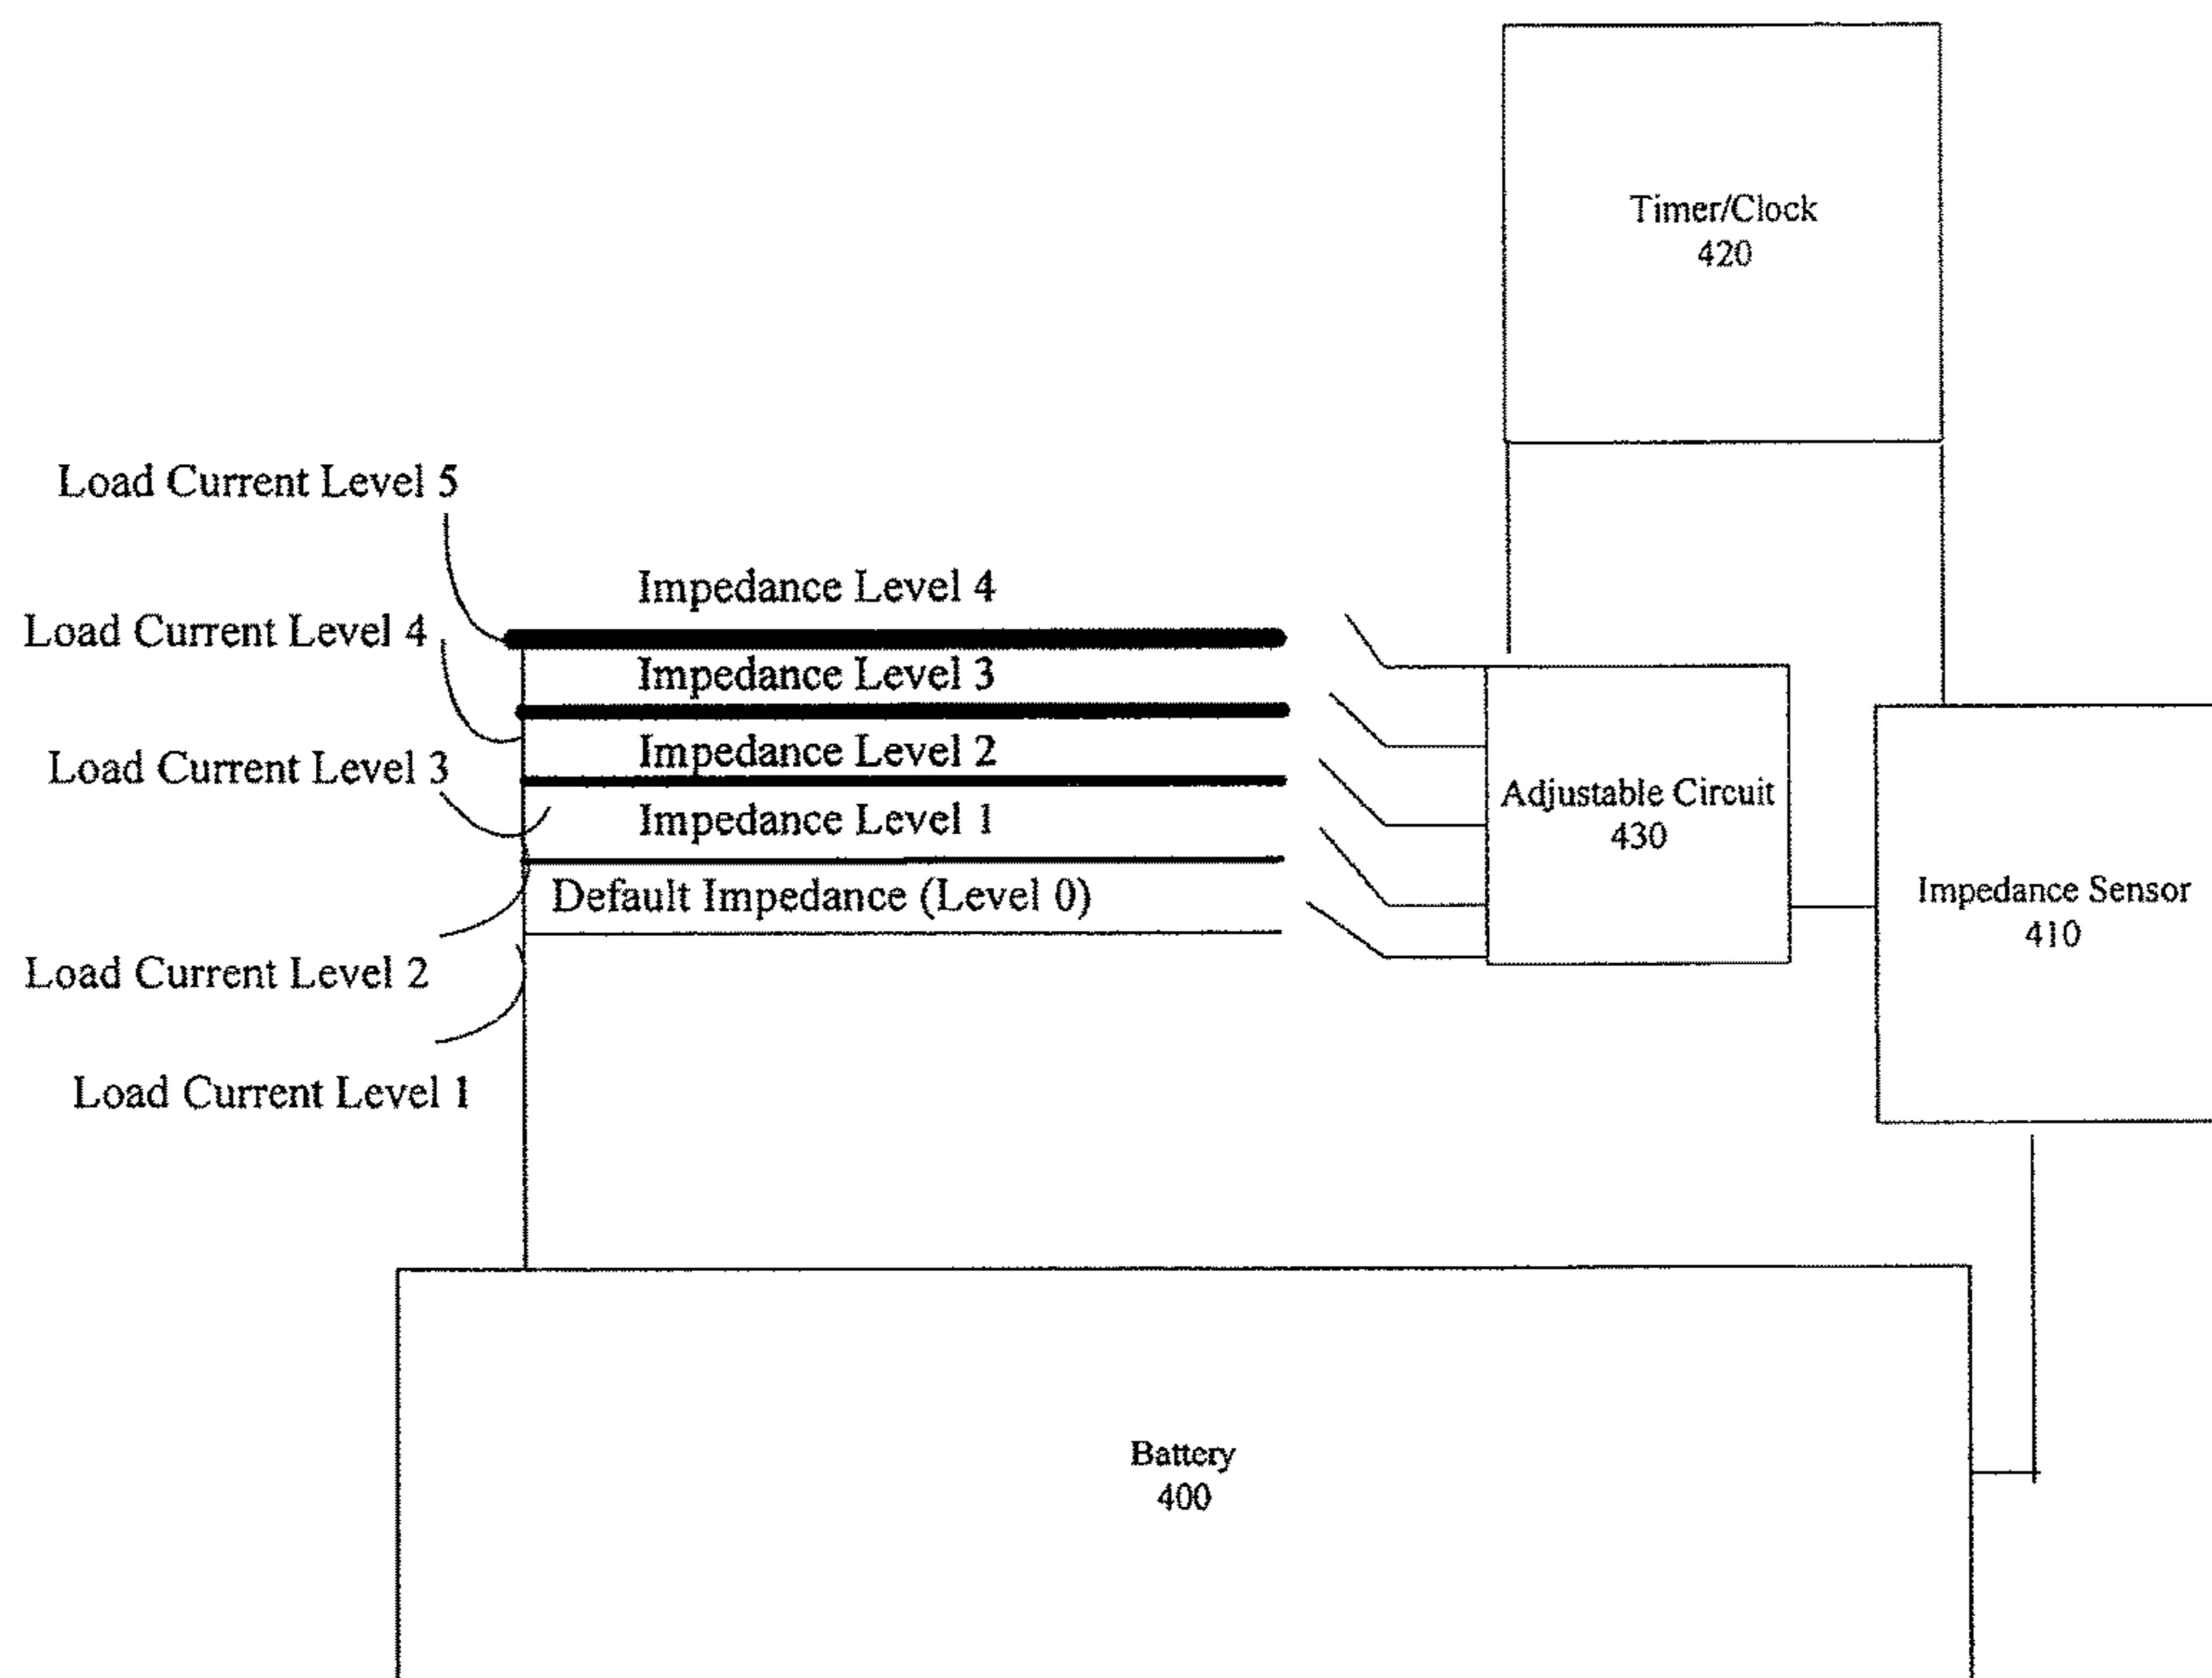 Timer/Clock
420
Load Current Level 5
Impedance Level 4
Load Current Level 4
Impedance Level 3
Impedance Level 2
Load Current Level 3
Impedance Level 1
Adjustable Circuit
430
Default Impedance (Level 0)
Impedance Sensor
410
Load Current Level 2
Load Current Level 1
Battery
400